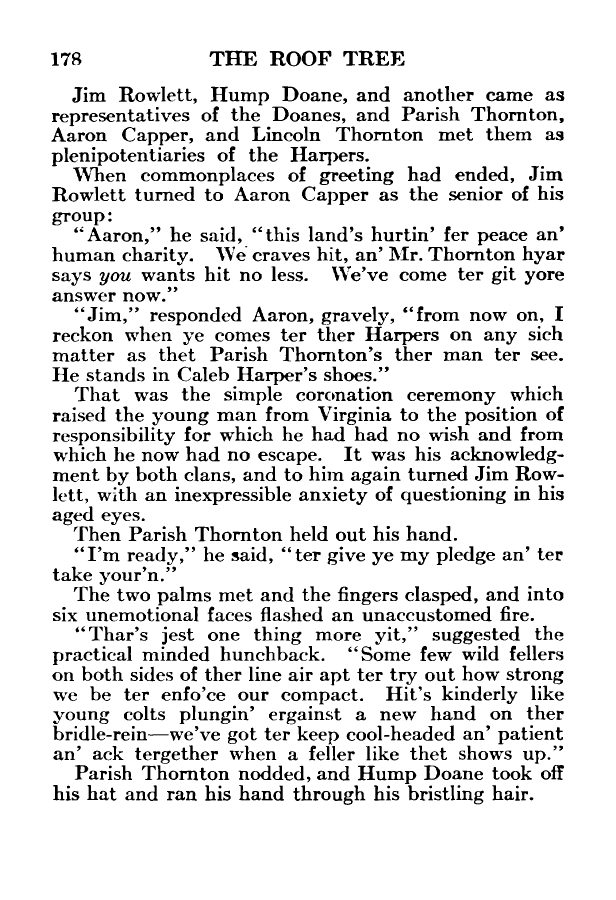 178 THE ROOF TREE
Jim Rowlett, Hump Doane, and another came as
representatives of the Doanes, and Parish Thornton,
Aaron Capper, and Lincoln Thornton met them as
plenipotentiaries of the Harpers.
When commonplaces of greeting had ended, Jim
Rowlett turned to Aaron Capper as the senior of his
group:
“Aaron,” he said, “this land’s hurtin’ fer peace an’
human charity. We craves hit, an’ Mr. Thornton hyar
says you wants hit no less. We’ve come ter git yore
answer now.”
“Jim,” responded Aaron, gravely, “from now on, I
reckon when ye comes ter ther Harpers on any sich
matter as thet Parish Thornton’s ther man ter see.
He stands in Caleb Harper’s shoes.”
That was the simple coronation ceremony which
raised the young man from Virginia to the position of
responsibility for which he had had no wish and from
which he now had no escape. It was his acknowledg-
ment by both clans, and to him again turned Jim Row-
lett, with an inexpressible anxiety of questioning in his
aged eyes.
Then Parish Thornton held out his hand.
“I’m ready,” he said, “ter give ye my pledge an’ ter
take your’n.”
The two palms met and the fingers clasped, and into
six unemotional faces flashed an unaccustomed fire.
“Thar’s jest one thing more yit,” suggested the
practical minded hunchback. “Some few wild fellers
on both sides of ther line air apt ter try out how strong
we be ter enfo’ce our compact. Hit’s kinderly like
young colts plungin’ ergainst a new hand on ther
bridle-rein—we’ve got ter keep cool-headed an’ patient
an’ ack tergether when a feller like thet shows up.”
Parish Thornton nodded, and Hump Doane took off
his hat and ran his hand through his bristling hair.